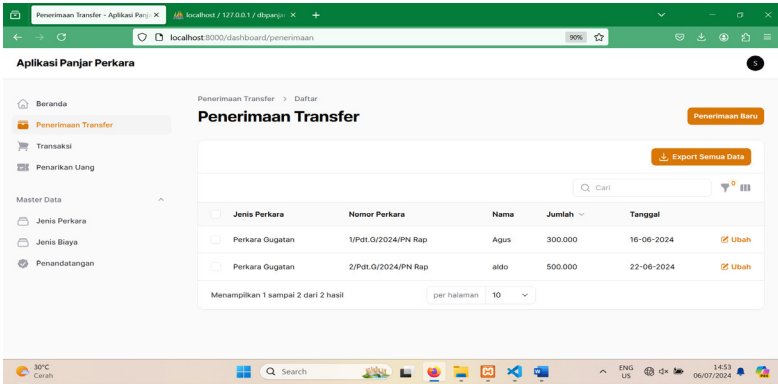 Penerimaan Transfer - Aplikasi Panj
localhost / 127.0.0.1 / dbpanjar
localhost:8000/dashboard/penerimaan
90%
Aplikasi Panjar Perkara
S
Beranda
Penerimaan Transfer
Transaksi
Penarikan Uang
Master Data
Jenis Perkara
Jenis Biaya
Penandatangan
Penerimaan Transfer > Daftar
Penerimaan Transfer
Penerimaan Baru
Export Semua Data
Cari
0
Jenis Perkara Nomor Perkara Nama Jumlah Tanggal
Perkara Gugatan 1/Pdt.G/2024/PN Rap Agus 300.000 16-06-2024 Ubah
Perkara Gugatan 2/Pdt.G/2024/PN Rap aldo 500.000 22-06-2024 Ubah
Menampilkan 1 sampai 2 dari 2 hasil
per halaman 10
30°C
Cerah
Search
ENG
US
14:53
06/07/2024